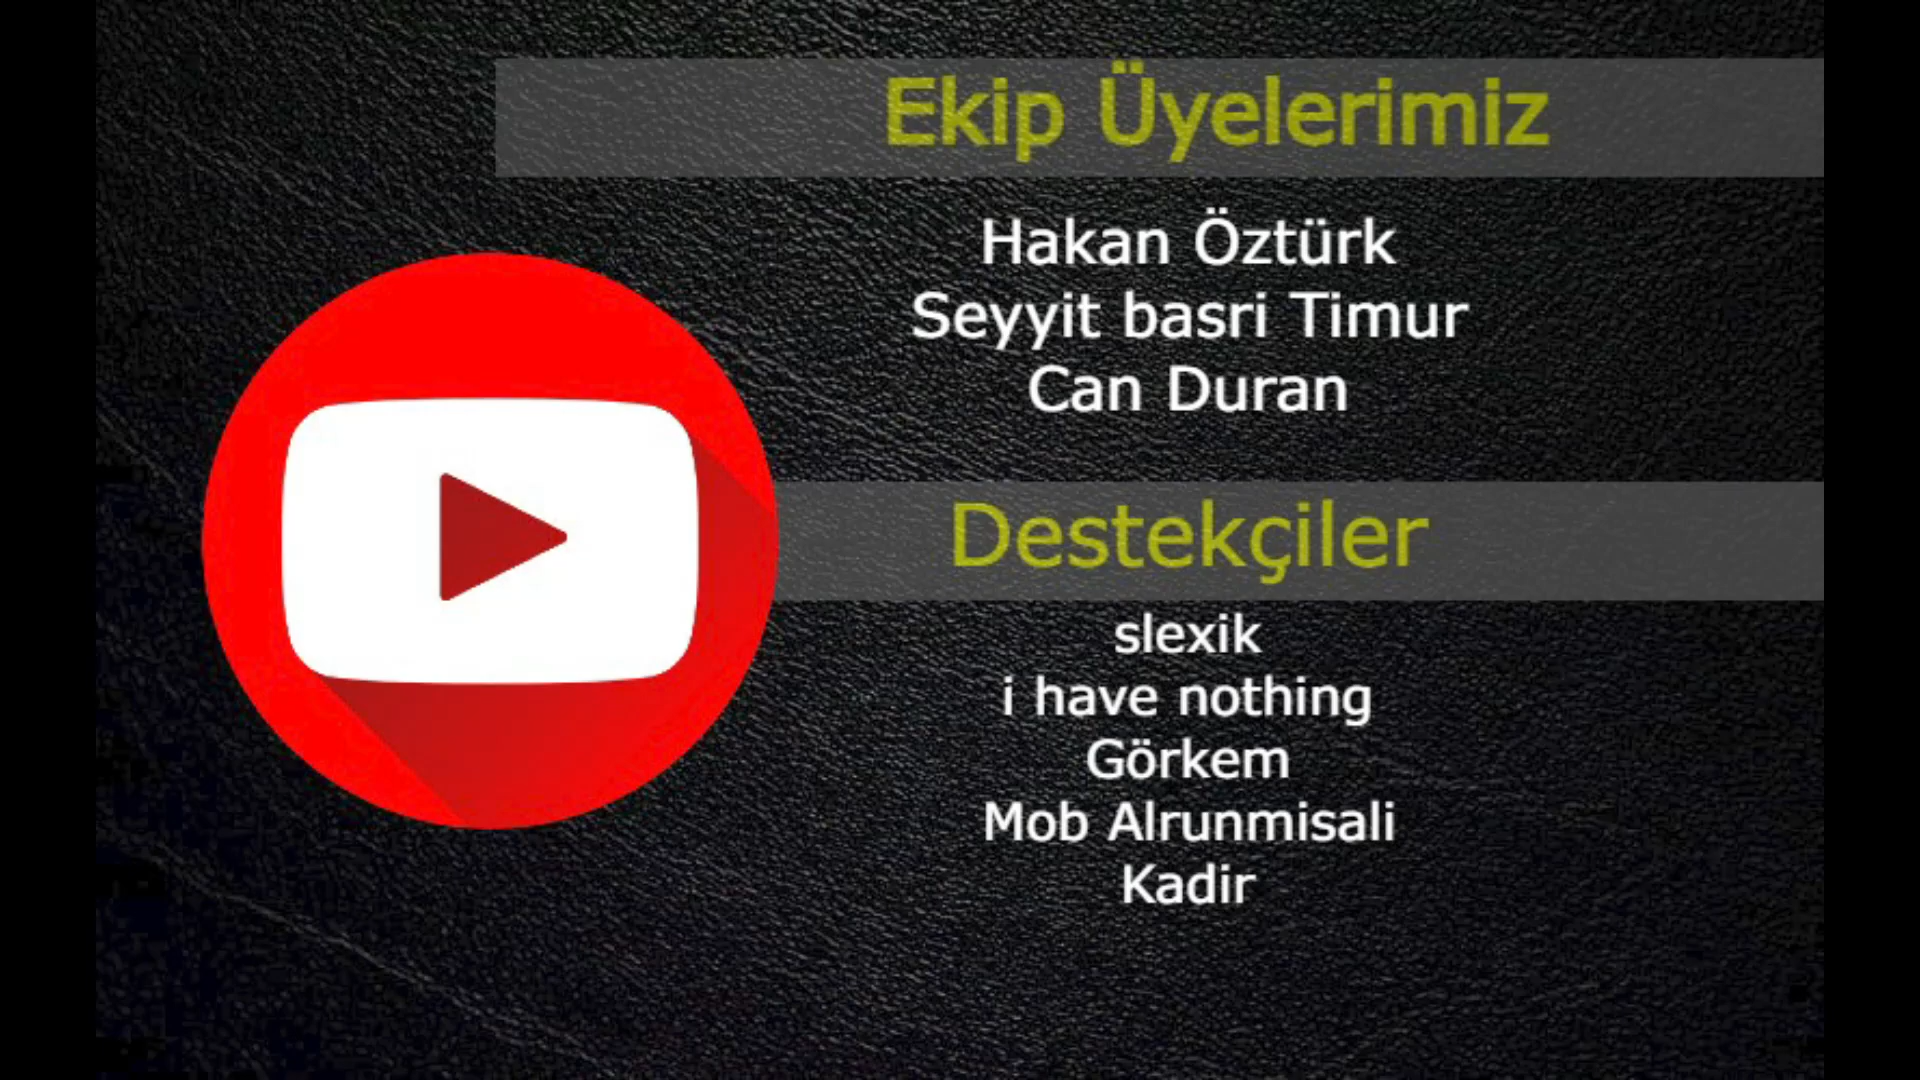 Ekip Üyelerimiz
Hakan Öztürk
Seyyit basri Timur
Can Duran
Destekçiler
slexik
i have nothing
Görkem
Mob Alrunmisali
Kadir